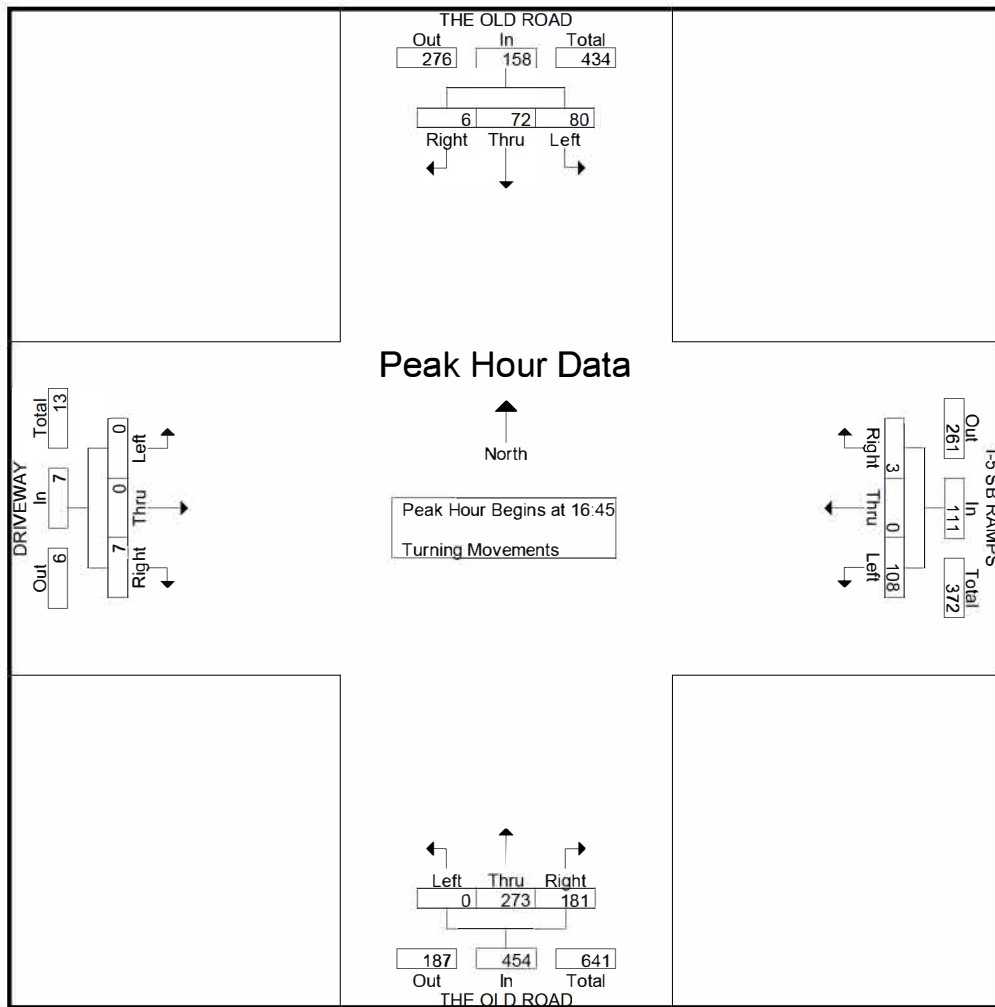 THE OLD ROAD
Out In Total
276 158 434
6 72 80
Right Thru Left
Peak Hour Data
North
Peak Hour Begins at 16:45
Turning Movements
DRIVEWAY
Out In Total
6 7 13
7 0 0
Right Thru Left
I-5 SB RAMPS
Out In Total
261 111 372
3 0 108
Right Thru Left
Left Thru Right
0 273 181
187 454 641
Out In Total
THE OLD ROAD